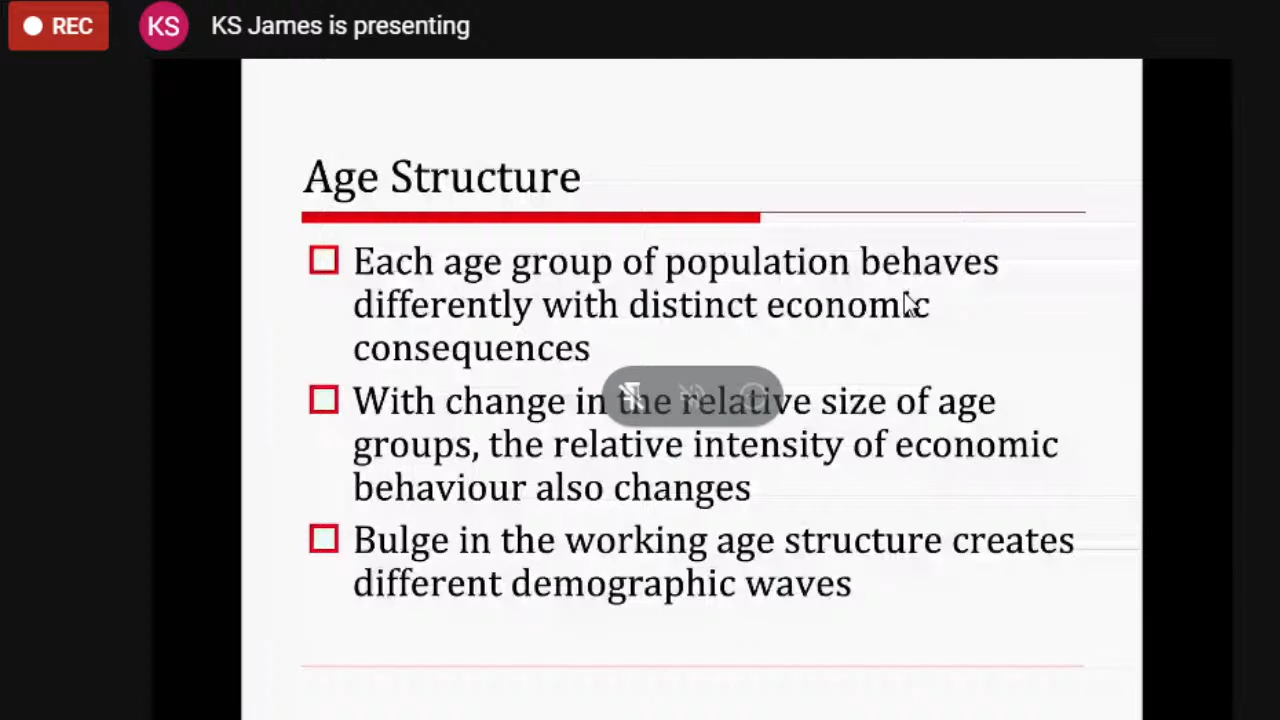 REC
KS
KS James is presenting
Age Structure
Each age group of population behaves
differently with distinct economic
consequences
With change in the relative size of age
groups, the relative intensity of economic
behaviour also changes
Bulge in the working age structure creates
different demographic waves